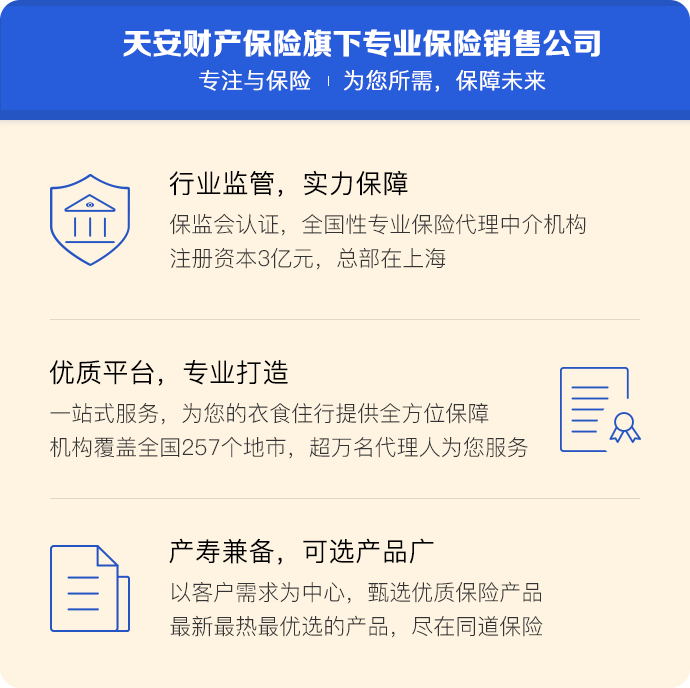 天安财产保险旗下专业保险销售公司
专注与保险 | 为您所需，保障未来
行业监管，实力保障
保监会认证，全国性专业保险代理中介机构
注册资本3亿元，总部在上海
优质平台，专业打造
一站式服务，为您的衣食住行提供全方位保障
机构覆盖全国257个地市，超万名代理人为您服务
产寿兼备，可选产品广
以客户需求为中心，甄选优质保险产品
最新最热最优选的产品，尽在同道保险